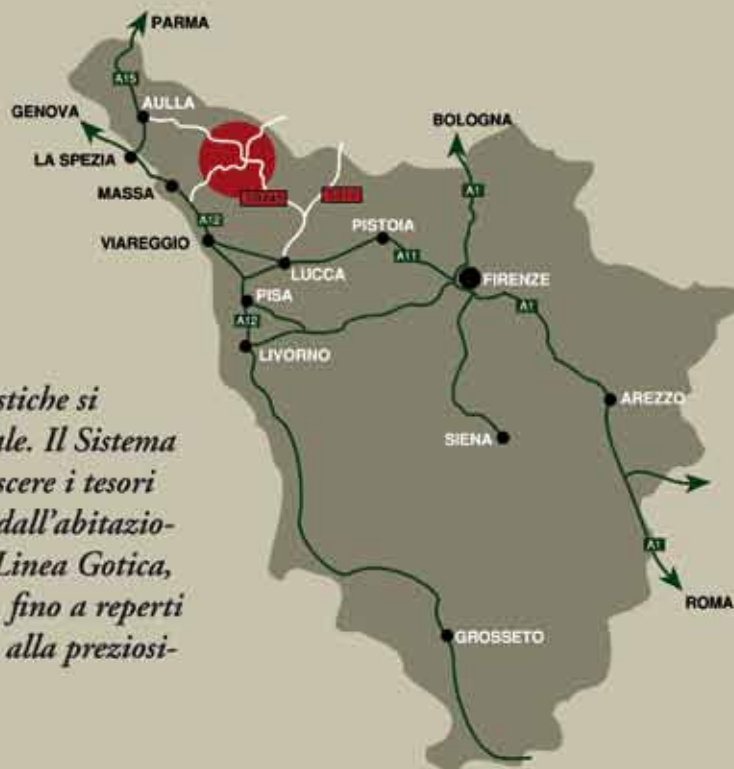 PARMA
A15
AULLA
GENOVA
BOLOGNA
LA SPEZIA
A1
MASSA
A12
PISTOIA
VIAREGGIO
A11
LUCCA
FIRENZE
PISA
A1
A12
LIVORNO
AREZZO
SIENA
A1
ROMA
GROSSETO
stiche si
ale. Il Sistema
scere i tesori
dall'abitazio-
Linea Gotica,
fino a reperti
alla preziosi-